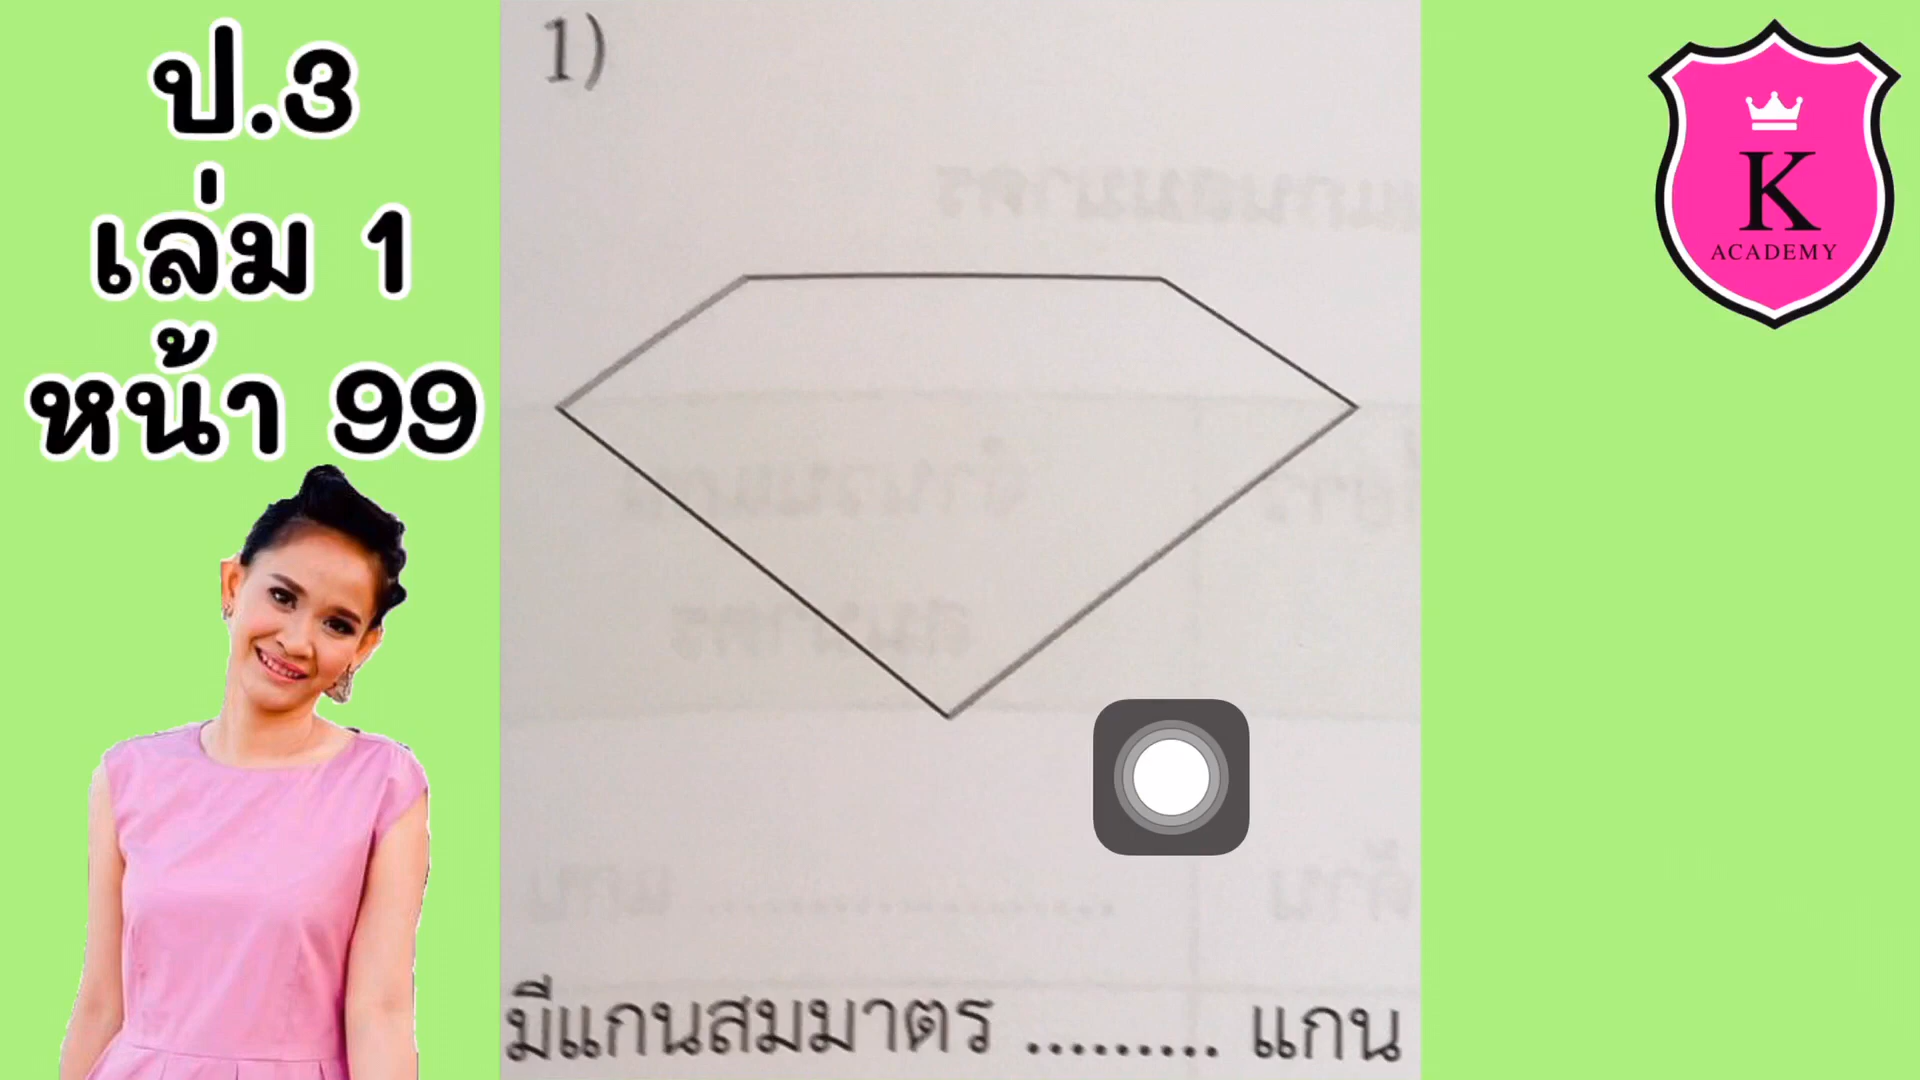 ป.3
เล่ม 1
หน้า 99
1)
มีแกนสมมาตร ......... แกน
K
ACADEMY